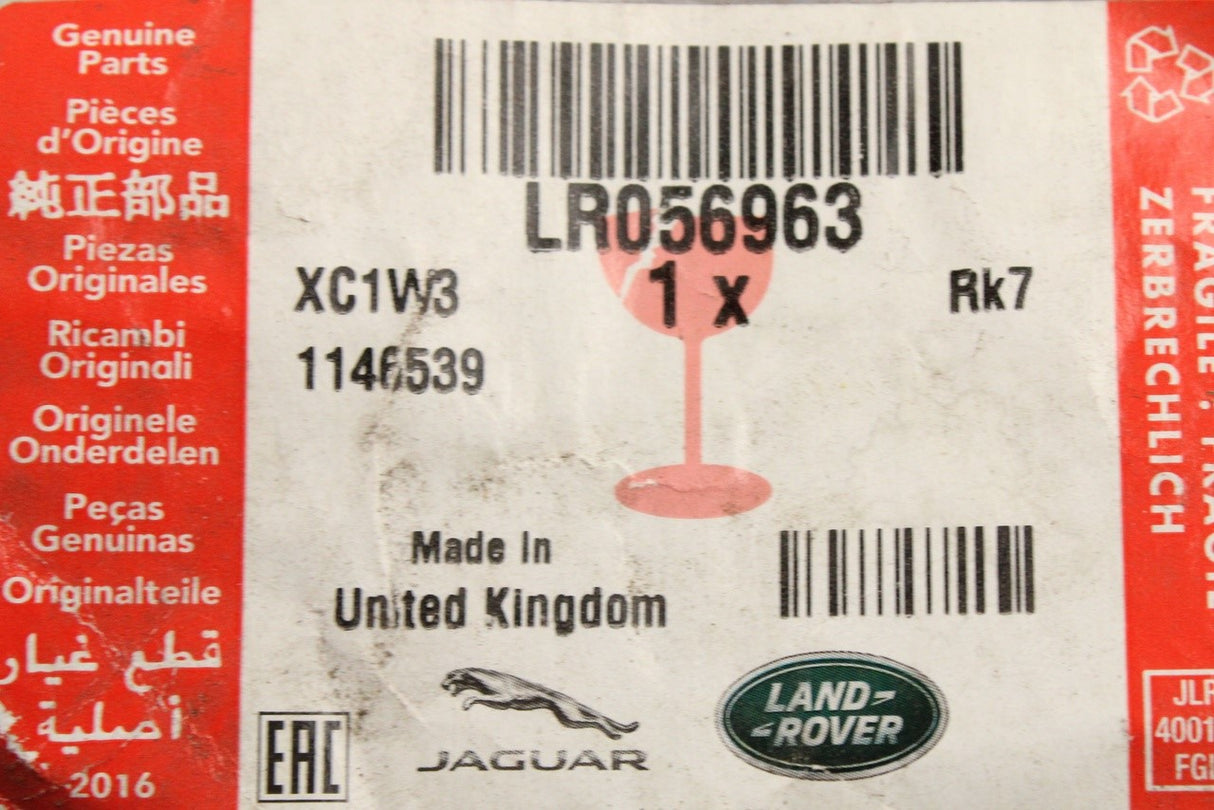 Genuine
Parts
Pièces
d'Origine
純正部品
Piezas
Originales
Ricambi
Originali
Originele
Onderdelen
Peças
Genuinas
Originalteile
قطع غيار
أصلية
2016
LR056963
1 x
XC1W3
Rk7
1146539
Made In
United Kingdom
EAC
JAGUAR
LAND-
-ROVER
FRAGILE .
ZERBRECHLICH
JLR
4001